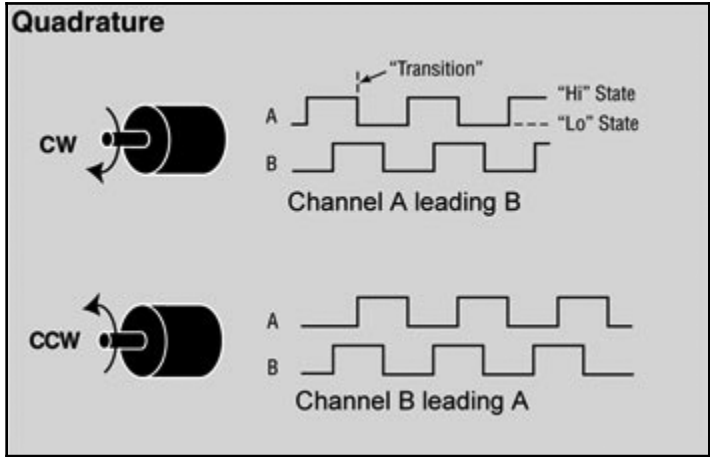 Quadrature
"Transition"
A
"Hi" State
"Lo" State
CW
B
Channel A leading B
A
CCW
B
Channel B leading A